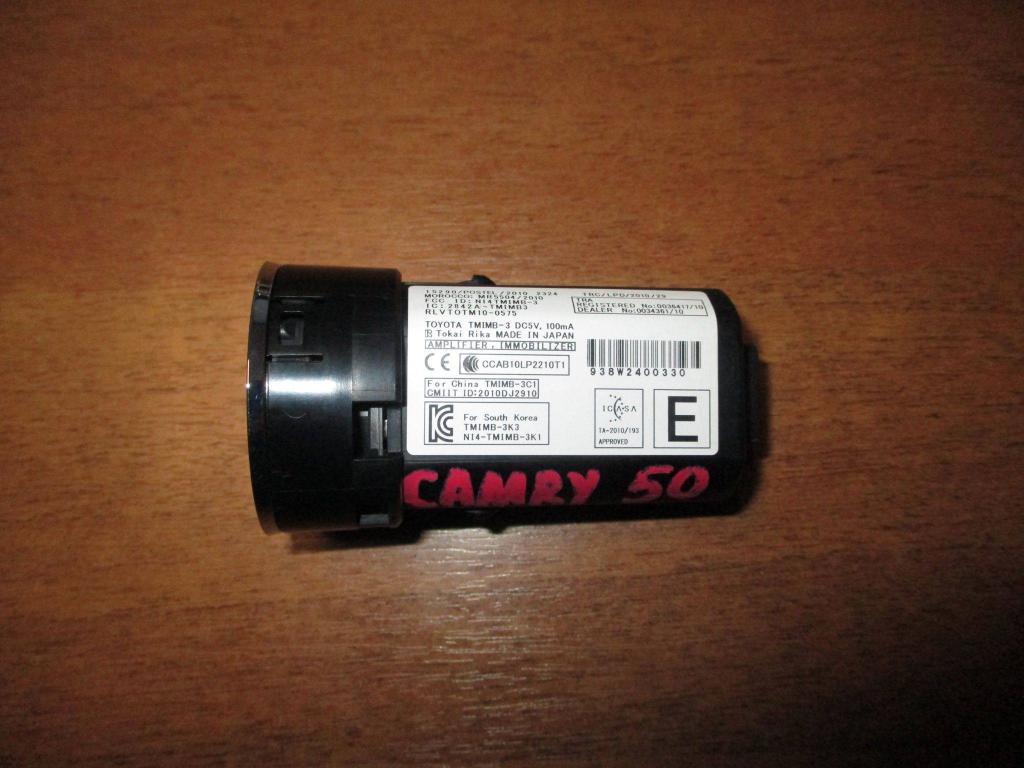 15290/POSTEL/2010 2324
MOROCCO: MR5504/2010
FCC ID: NI4TMIMB-3
IC: 2842A-TMIMB3
RLVTOTM10-0575
TRC/LPD/2010/29
TRA
REGISTERED No:0036417/10
DEALER No:0034361/10
TOYOTA TMIMB-3 DC5V, 100mA
Tokai Rika MADE IN JAPAN
AMPLIFIER, IMMOBILIZER
CE CCAB10LP2210T1
938W2400330
For China TMIMB-3C1
CMIIT ID:2010DJ2910
For South Korea
TMIMB-3K3
NI4-TMIMB-3K1
ICASA
TA-2010/193
APPROVED
E
CAMRY 50